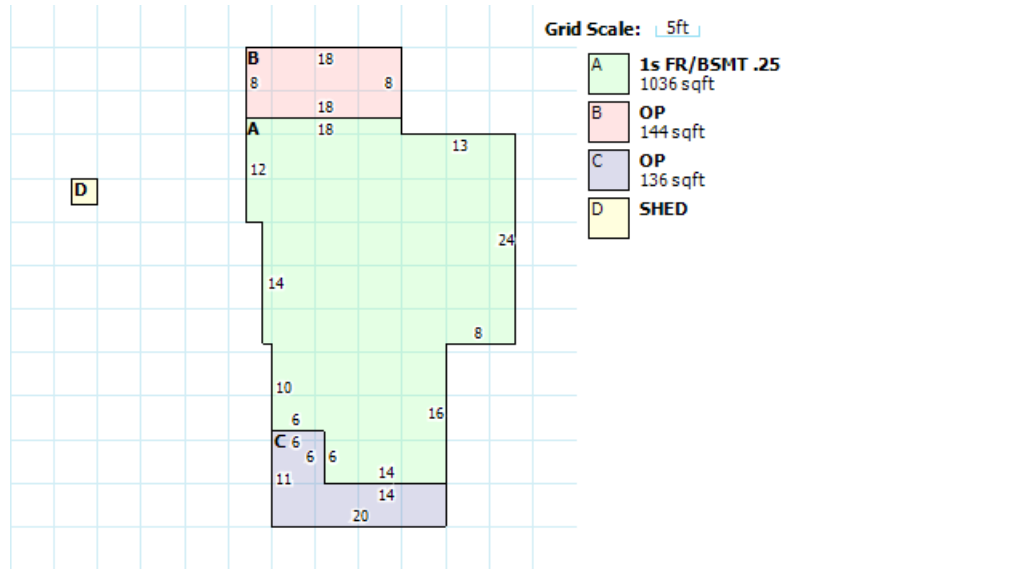 Grid Scale: 5ft
A 1s FR/BSMT .25
1036 sqft
B OP
144 sqft
C OP
136 sqft
D SHED
B 18
8 8
18
A 18
13
12
D
24
14
8
10
16
6
C 6
6 6
11 14
14
20